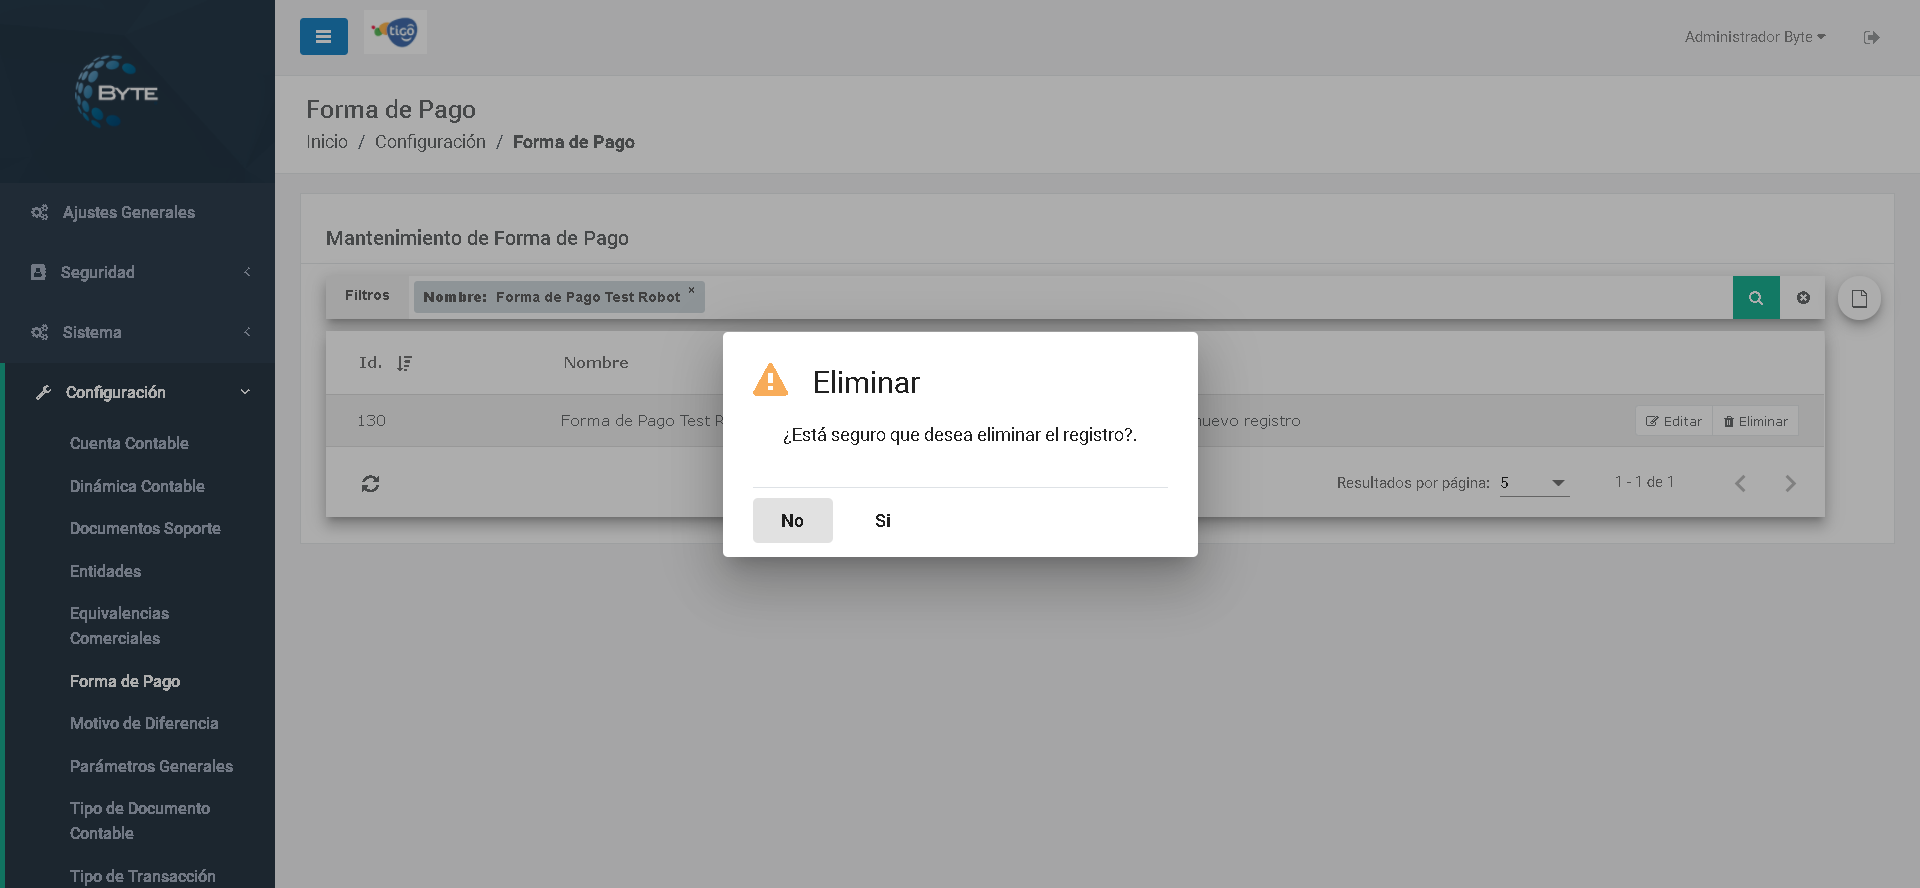 BYTE
Ajustes Generales
Seguridad
Sistema
Configuración
Cuenta Contable
Dinámica Contable
Documentos Soporte
Entidades
Equivalencias
Comerciales
Forma de Pago
Motivo de Diferencia
Parámetros Generales
Tipo de Documento
Contable
Tipo de Transacción
tigo
Administrador Byte
Forma de Pago
Inicio / Configuración / Forma de Pago
Mantenimiento de Forma de Pago
Filtros Nombre: Forma de Pago Test Robot ×
Id. Nombre
130 Forma de Pago Test nuevo registro Editar Eliminar
Resultados por página: 5 1 - 1 de 1
Eliminar
¿Está seguro que desea eliminar el registro?.
No Si